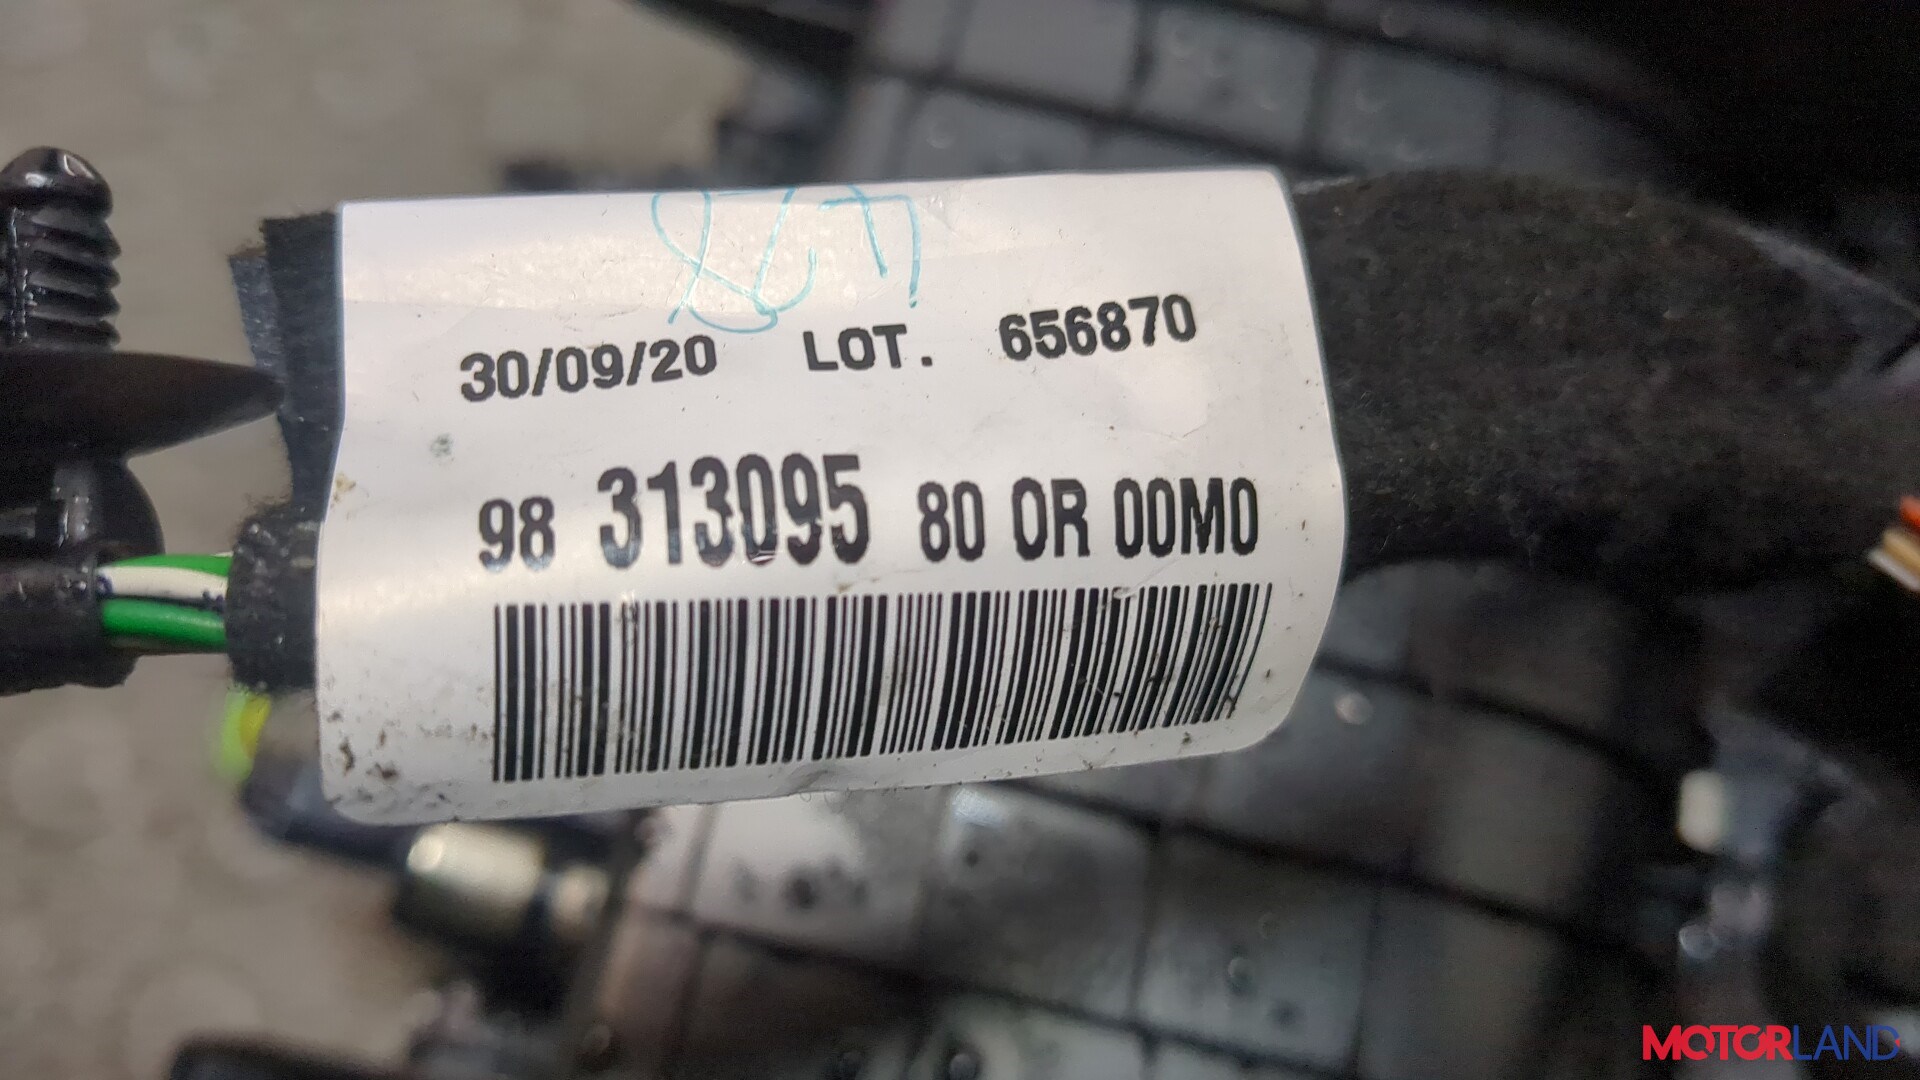 30/09/20 LOT. 656870
98 313095 80 OR 00M0
MOTORLAND